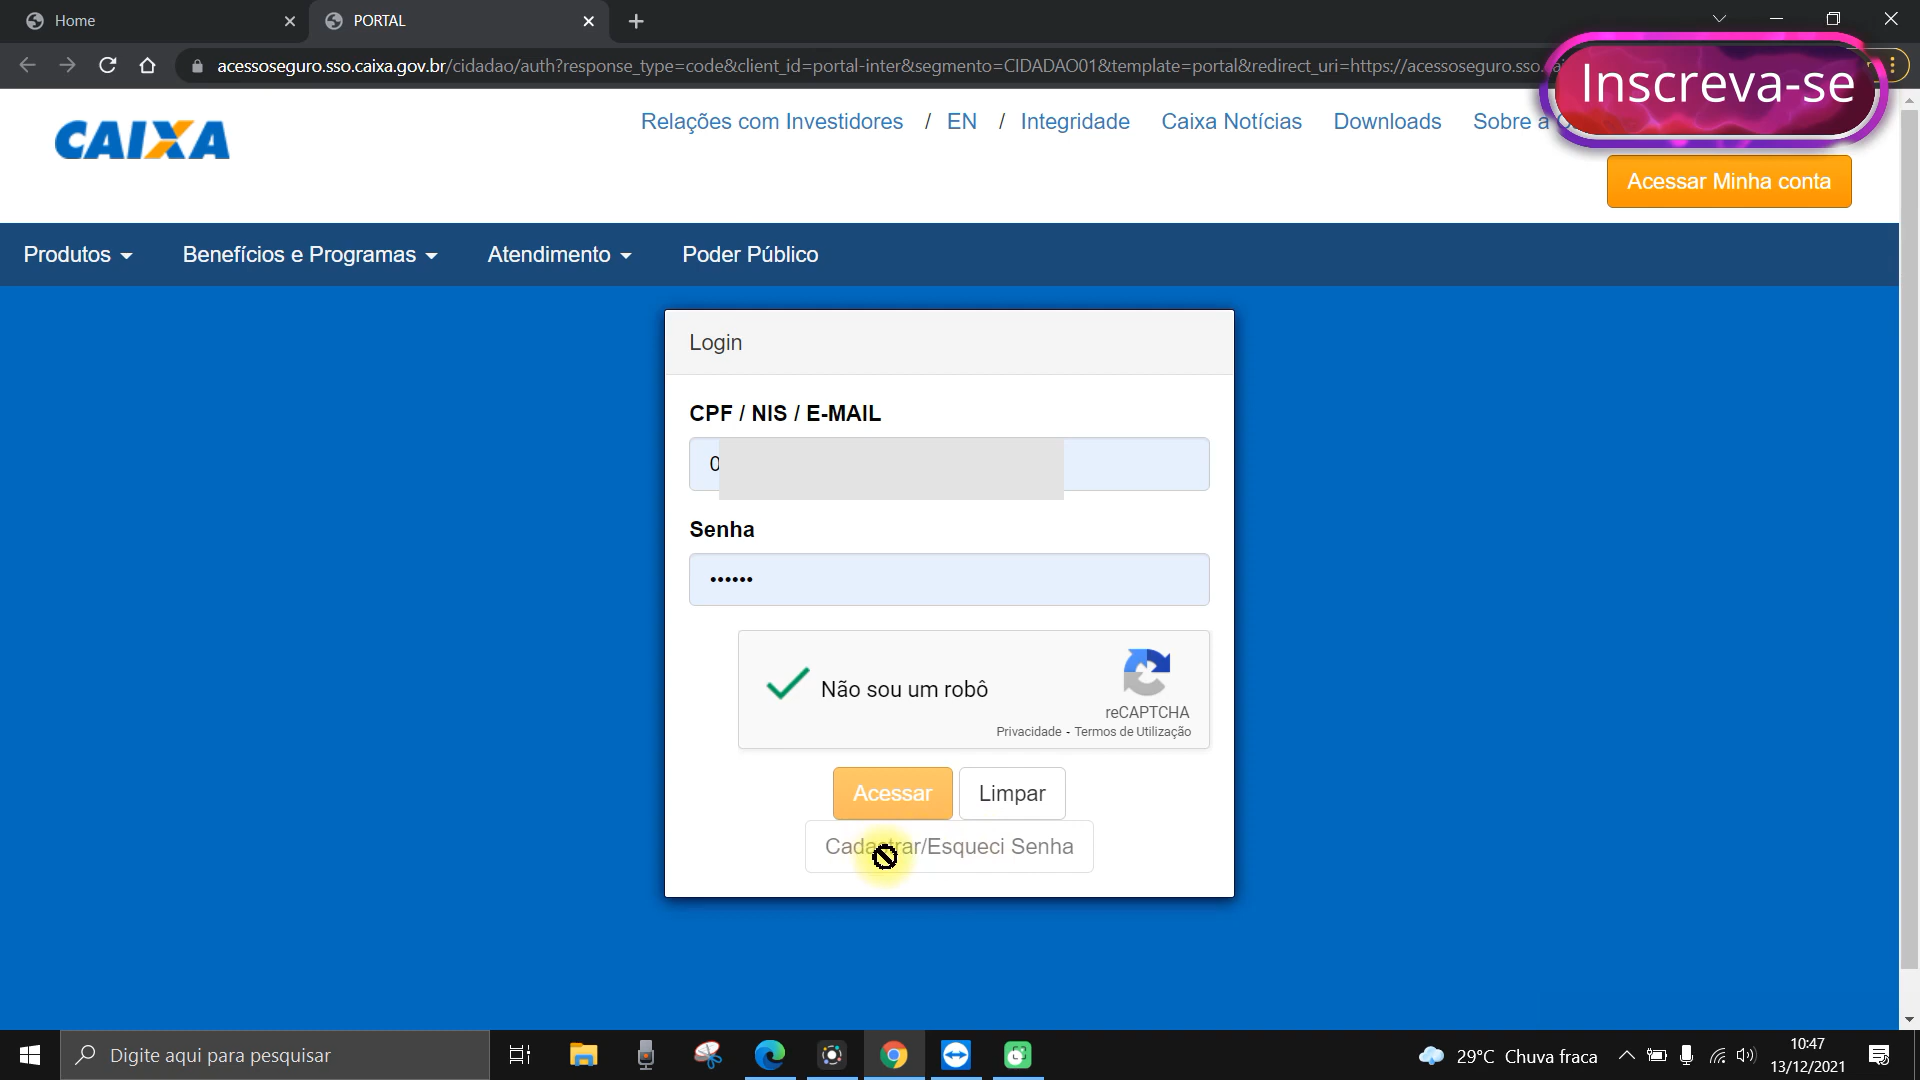 Home
PORTAL
acessoseguro.sso.caixa.gov.br/cidadao/auth?response_type=code&client_id=portal-inter&segmento=CIDADAO01&template=portal&redirect_uri=https://acessoseguro.sso.
Inscreva-se
CAIXA
Relações com Investidores / EN / Integridade Caixa Notícias Downloads Sobre a
Acessar Minha conta
Produtos Benefícios e Programas Atendimento Poder Público
Login
CPF / NIS / E-MAIL
0
Senha
••••••
Não sou um robô
reCAPTCHA
Privacidade - Termos de Utilização
Acessar Limpar
Cadastrar/Esqueci Senha
Digite aqui para pesquisar
29°C Chuva fraca
10:47
13/12/2021